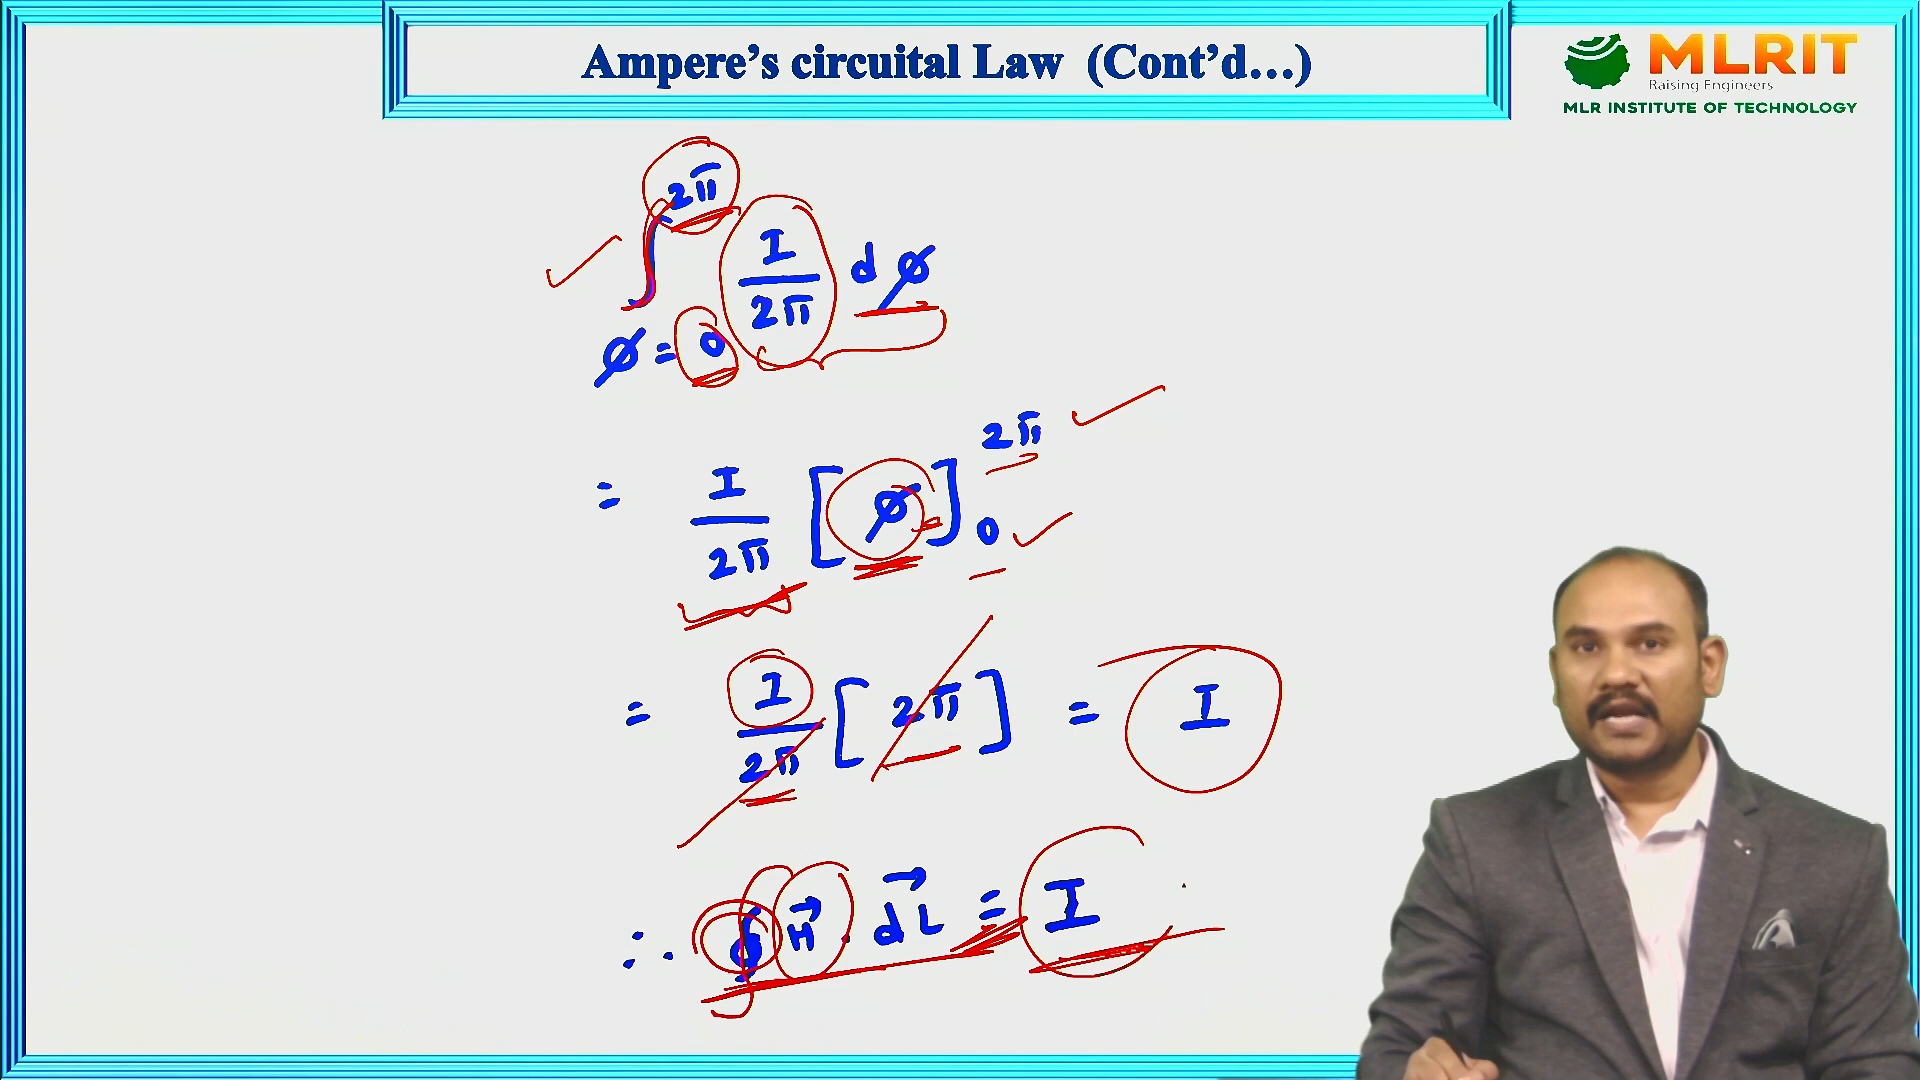 Ampere’s circuital Law (Cont’d…)
MLRIT
Raising Engineers
MLR INSTITUTE OF TECHNOLOGY
2π
∫ I/2π dϕ
ϕ=0
= I/2π [ϕ]₀^2π
= I/2π [2π] = I
∴ ∮ H⃗ . dL⃗ = I